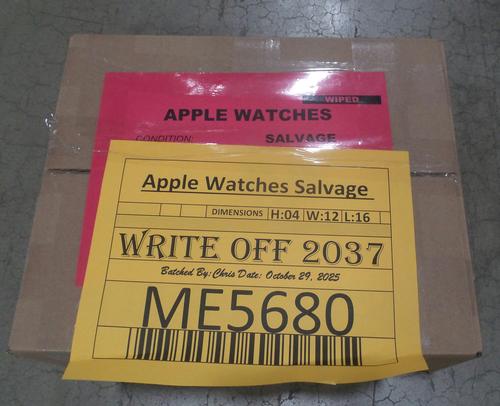 WIPED
APPLE WATCHES
CONDITION: SALVAGE
Apple Watches Salvage
DIMENSIONS H:04 W:12 L:16
WRITE OFF 2037
Batched By: Chris Date: October 29, 2025
ME5680